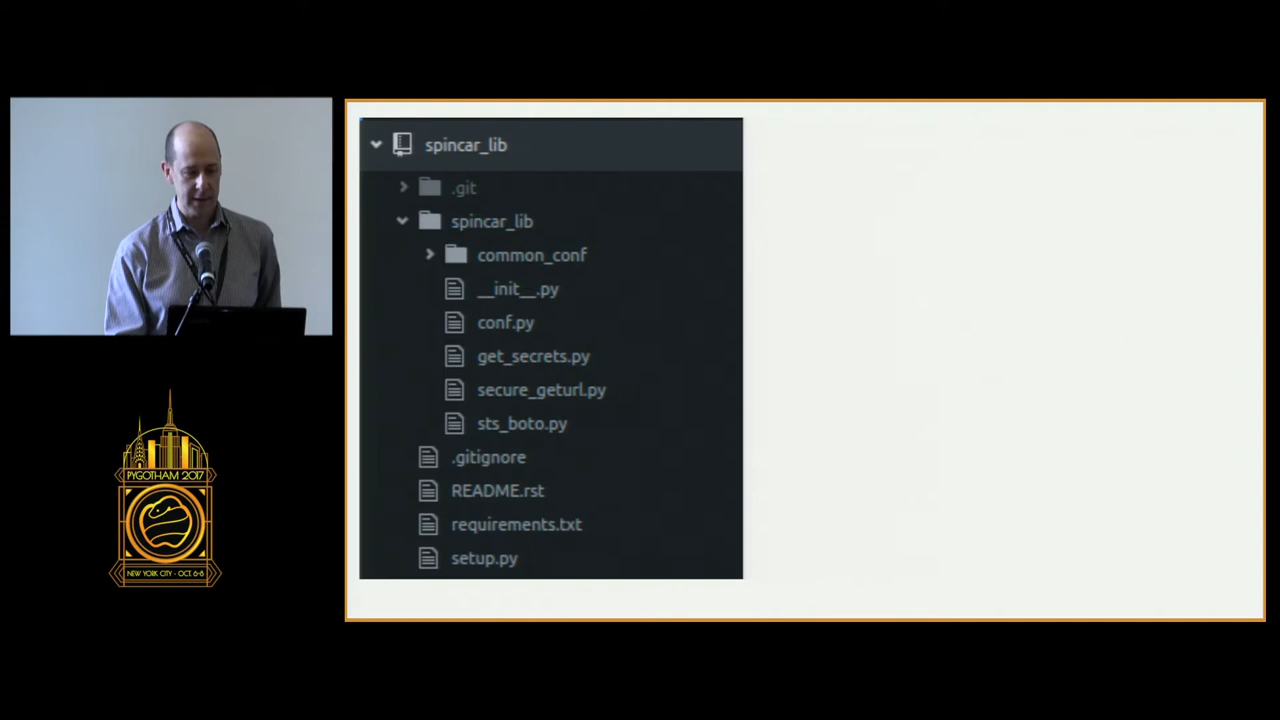 spincar_lib
.git
spincar_lib
common_conf
__init__.py
conf.py
get_secrets.py
secure_geturl.py
sts_boto.py
.gitignore
README.rst
requirements.txt
setup.py
PYGOTHAM 2017
NEW YORK CITY - OCT. 6-8